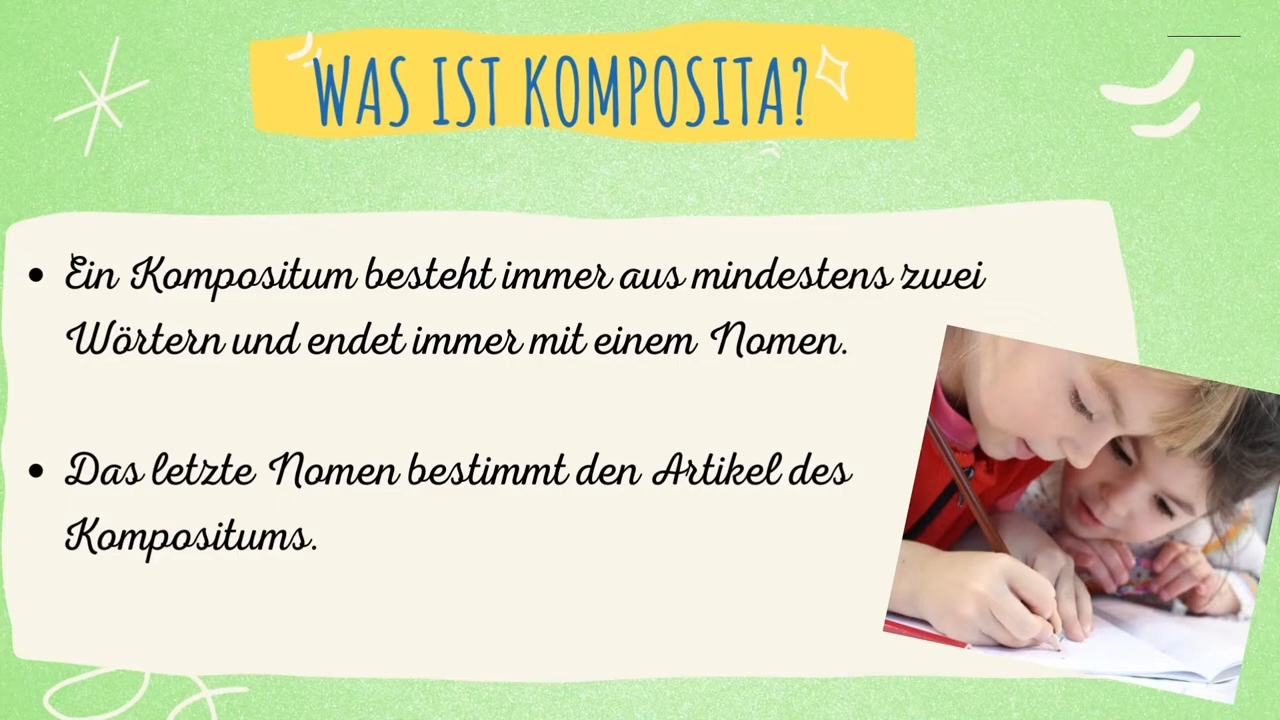 WAS IST KOMPOSITA?
• Ein Kompositum besteht immer aus mindestens zwei
Wörtern und endet immer mit einem Nomen.
• Das letzte Nomen bestimmt den Artikel des
Kompositums.